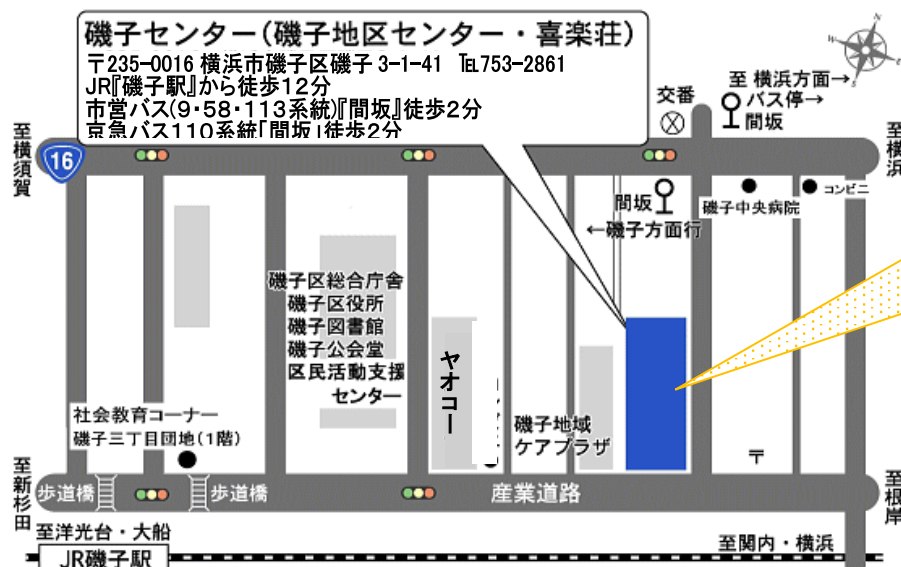 磯子センター(磯子地区センター・喜楽荘)
〒235-0016 横浜市磯子区磯子 3-1-41 ℡753-2861
JR『磯子駅』から徒歩12分
市営バス(9・58・113系統)『間坂』徒歩2分
京急バス110系統「間坂」徒歩2分
N
W
E
S
至 横浜方面→
バス停→
間坂
交番
至横須賀
16
至横浜
間坂
←磯子方面行
磯子中央病院
コンビニ
磯子区総合庁舎
磯子区役所
磯子図書館
磯子公会堂
区民活動支援
センター
ヤオコー
磯子地域
ケアプラザ
社会教育コーナー
磯子三丁目団地(1階)
〒
至新杉田
歩道橋
歩道橋
産業道路
至根岸
至洋光台・大船
JR磯子駅
至関内・横浜